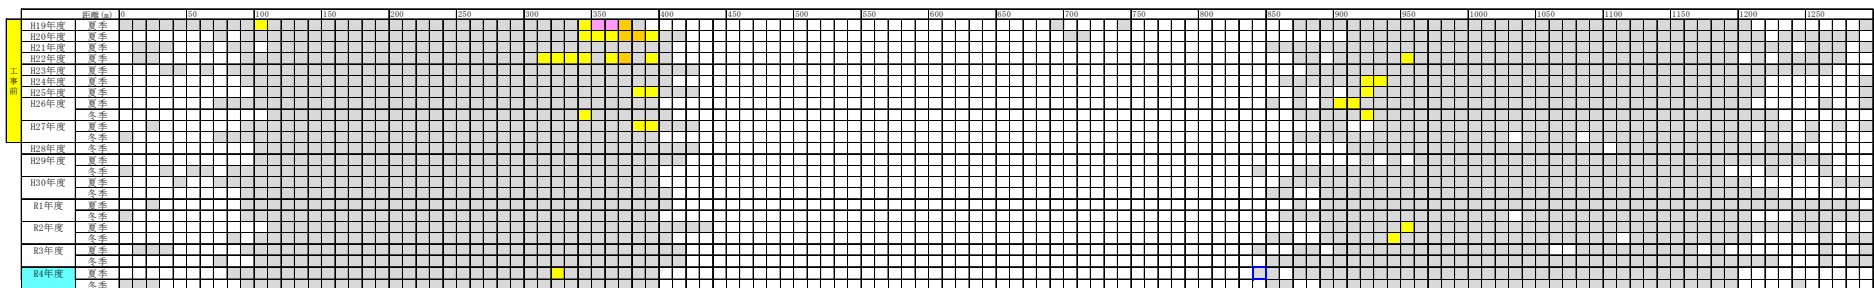 距離(m) 0 50 100 150 200 250 300 350 400 450 500 550 600 650 700 750 800 850 900 950 1000 1050 1100 1150 1200 1250
工事前
H19年度 夏季
H20年度 夏季
H21年度 夏季
H22年度 夏季
H23年度 夏季
H24年度 夏季
H25年度 夏季
H26年度 夏季
冬季
H27年度 夏季
冬季
H28年度 夏季
H29年度 夏季
冬季
H30年度 夏季
冬季
R1年度 夏季
冬季
R2年度 夏季
冬季
R3年度 夏季
冬季
R4年度 夏季
冬季